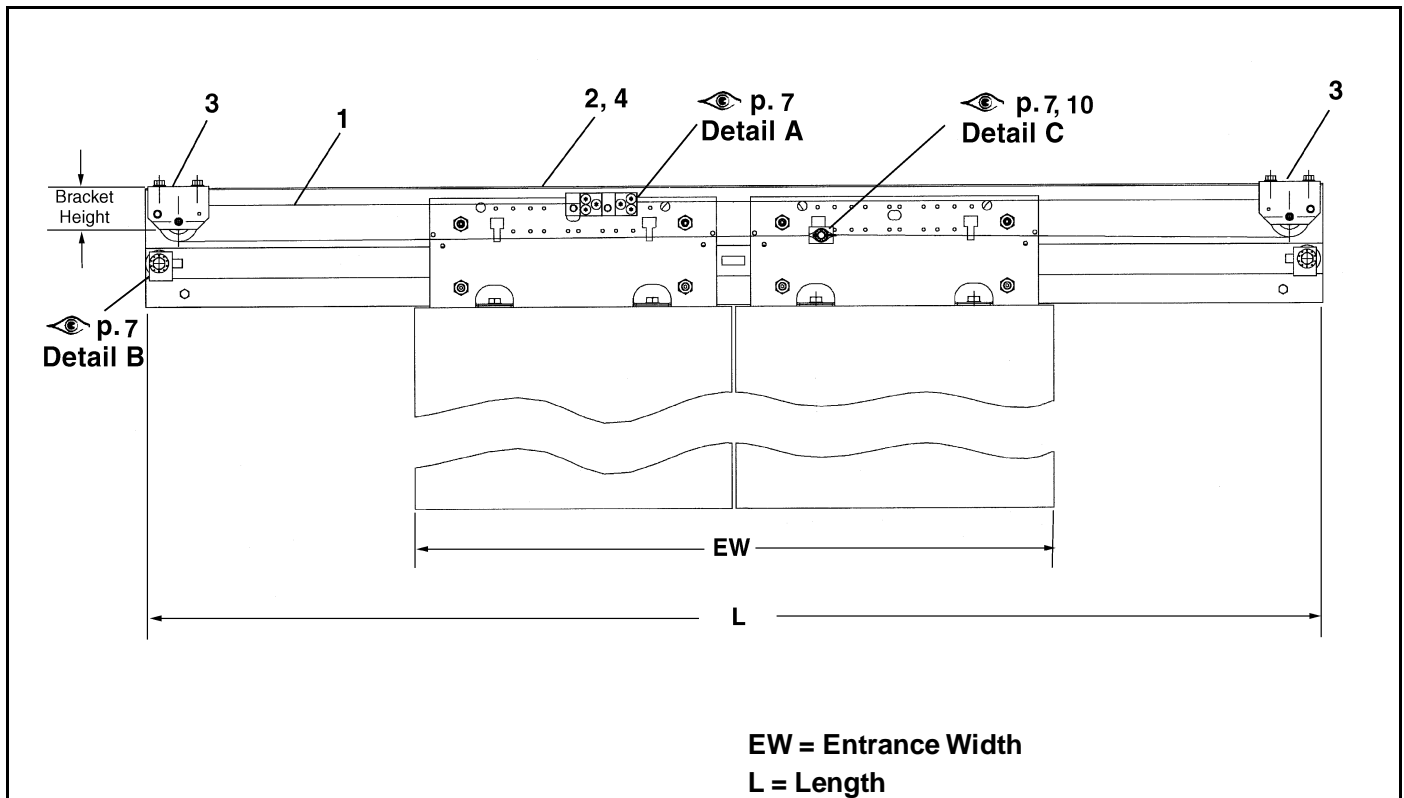 3
1
2, 4
p. 7
Detail A
p. 7, 10
Detail C
3
Bracket
Height
p. 7
Detail B
EW
L
EW = Entrance Width
L = Length